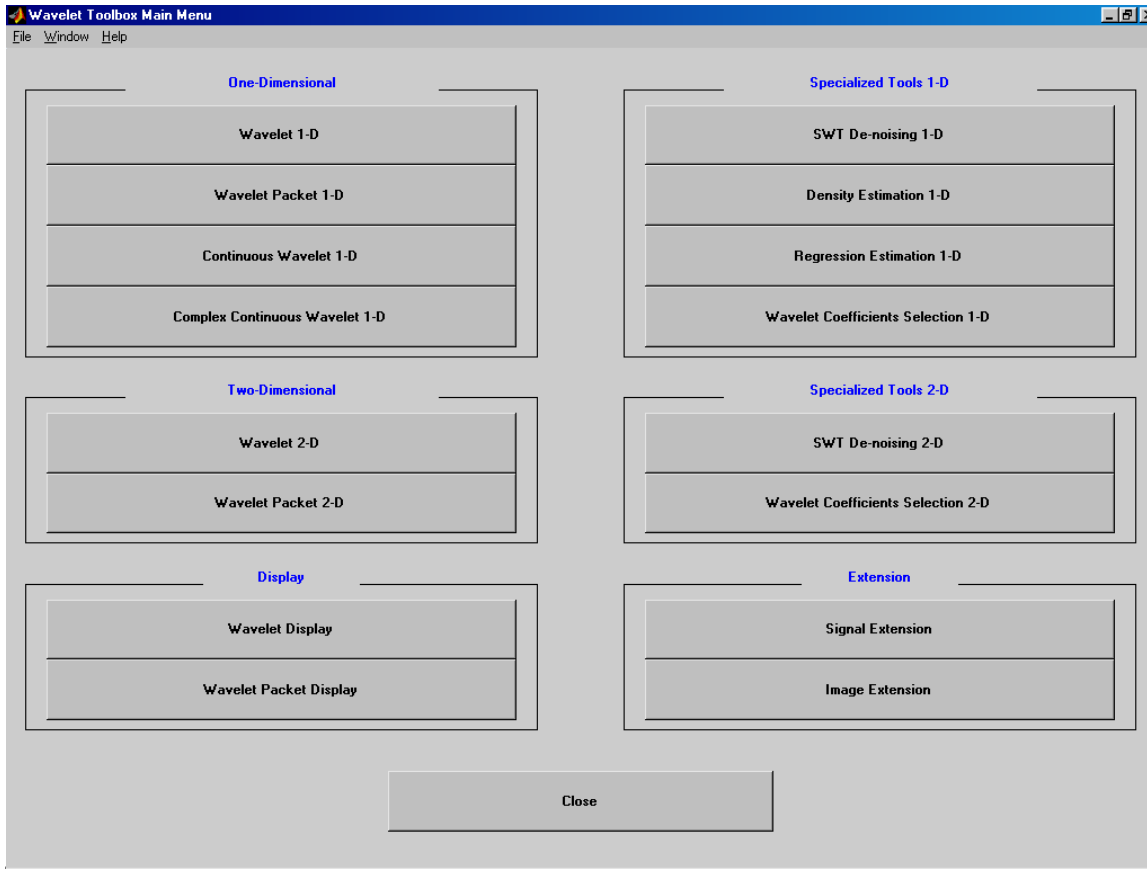 Wavelet Toolbox Main Menu
File Window Help
One-Dimensional
Wavelet 1-D
Wavelet Packet 1-D
Continuous Wavelet 1-D
Complex Continuous Wavelet 1-D
Specialized Tools 1-D
SWT De-noising 1-D
Density Estimation 1-D
Regression Estimation 1-D
Wavelet Coefficients Selection 1-D
Two-Dimensional
Wavelet 2-D
Wavelet Packet 2-D
Specialized Tools 2-D
SWT De-noising 2-D
Wavelet Coefficients Selection 2-D
Display
Wavelet Display
Wavelet Packet Display
Extension
Signal Extension
Image Extension
Close